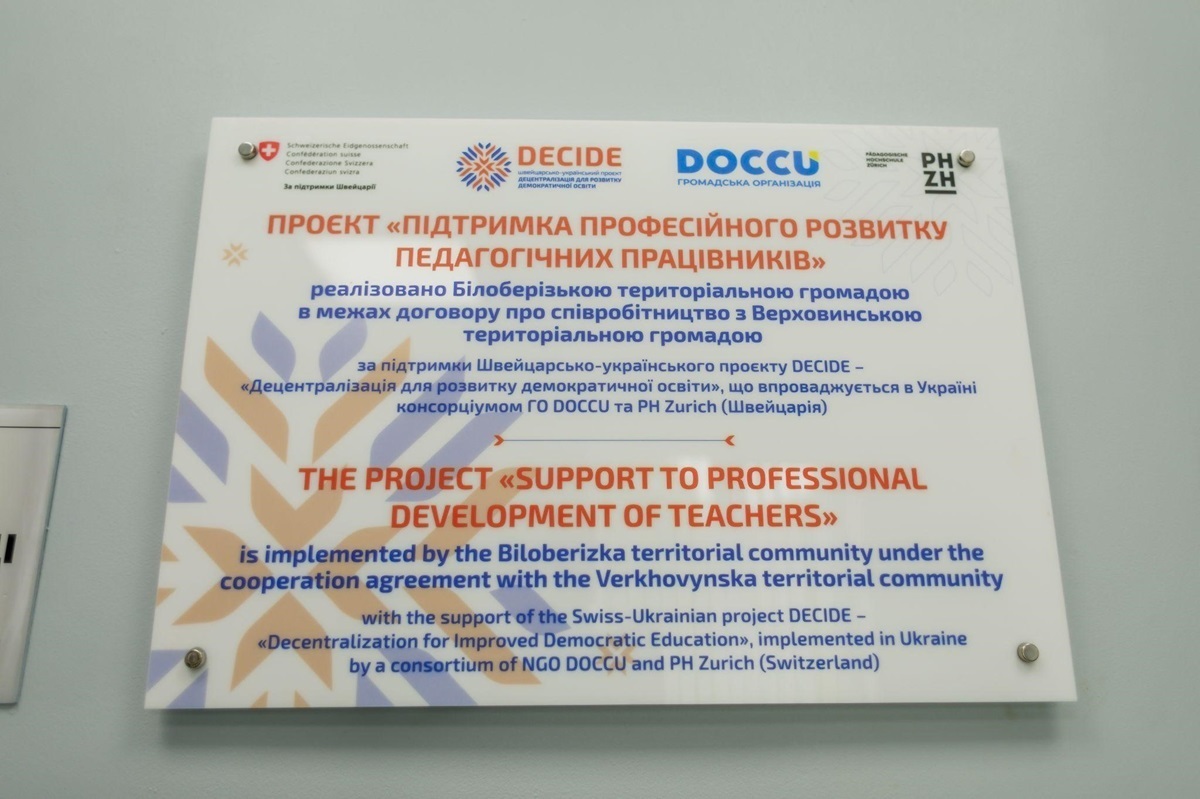 Schweizerische Eidgenossenschaft
Confédération suisse
Confederazione Svizzera
Confederaziun svizra
За підтримки Швейцарії
DECIDE
швейцарсько-український проєкт
ДЕЦЕНТРАЛІЗАЦІЯ ДЛЯ РОЗВИТКУ
ДЕМОКРАТИЧНОЇ ОСВІТИ
DOCCU
ГРОМАДСЬКА ОРГАНІЗАЦІЯ
PÄDAGOGISCHE
HOCHSCHULE
ZÜRICH
PH
ZH
ПРОЄКТ «ПІДТРИМКА ПРОФЕСІЙНОГО РОЗВИТКУ
ПЕДАГОГІЧНИХ ПРАЦІВНИКІВ»
реалізовано Білоберізькою територіальною громадою
в межах договору про співробітництво з Верховинською
територіальною громадою
за підтримки Швейцарсько-українського проєкту DECIDE –
«Децентралізація для розвитку демократичної освіти», що впроваджується в Україні
консорціумом ГО DOCCU та PH Zurich (Швейцарія)
THE PROJECT «SUPPORT TO PROFESSIONAL
DEVELOPMENT OF TEACHERS»
is implemented by the Biloberizka territorial community under the
cooperation agreement with the Verkhovynska territorial community
with the support of the Swiss-Ukrainian project DECIDE –
«Decentralization for Improved Democratic Education», implemented in Ukraine
by a consortium of NGO DOCCU and PH Zurich (Switzerland)